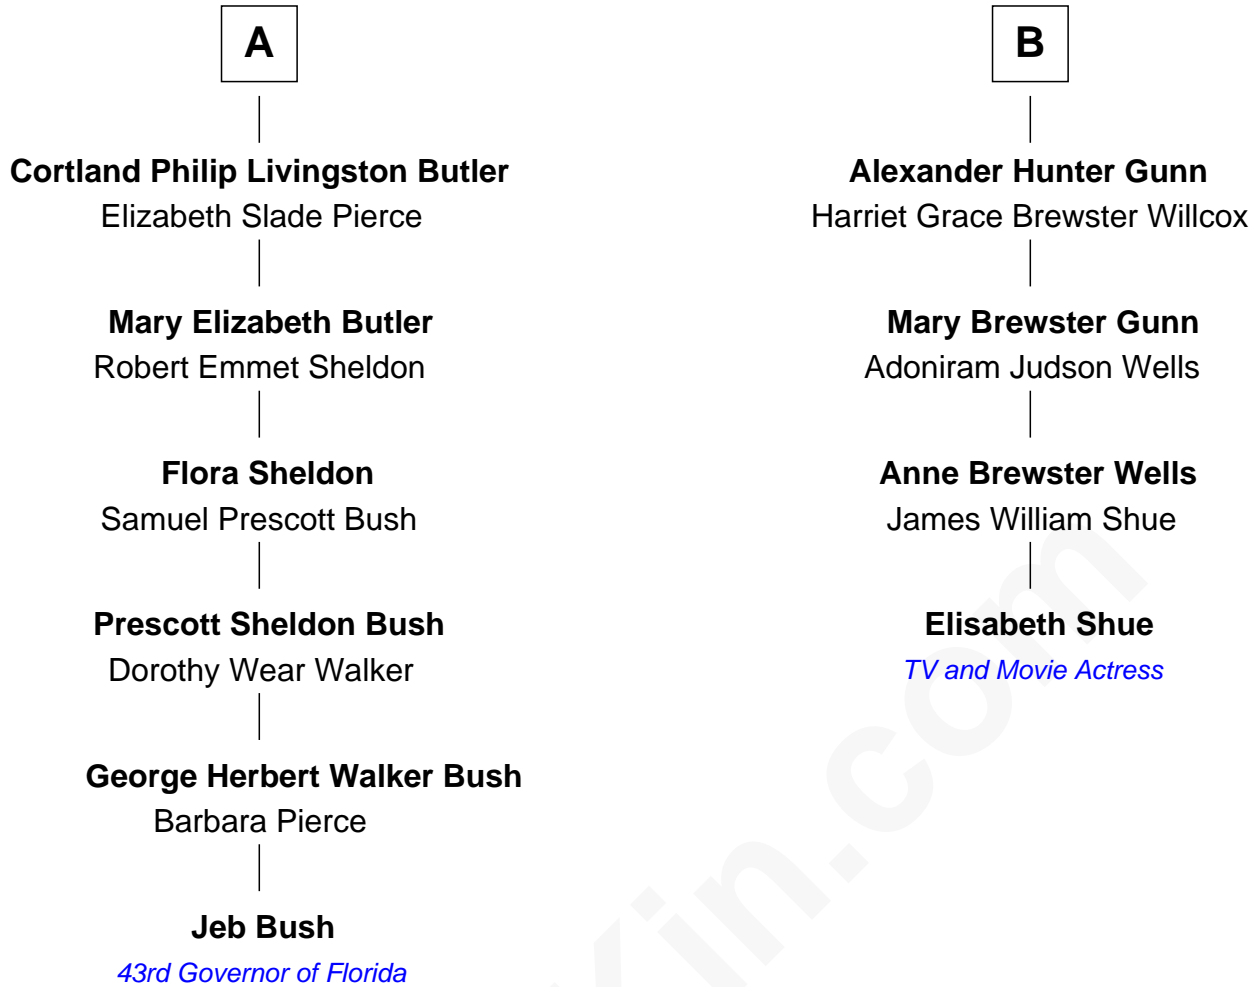 A
Cortland Philip Livingston Butler
Elizabeth Slade Pierce
Mary Elizabeth Butler
Robert Emmet Sheldon
Flora Sheldon
Samuel Prescott Bush
Prescott Sheldon Bush
Dorothy Wear Walker
George Herbert Walker Bush
Barbara Pierce
Jeb Bush
43rd Governor of Florida
B
Alexander Hunter Gunn
Harriet Grace Brewster Willcox
Mary Brewster Gunn
Adoniram Judson Wells
Anne Brewster Wells
James William Shue
Elisabeth Shue
TV and Movie Actress
Kin.com